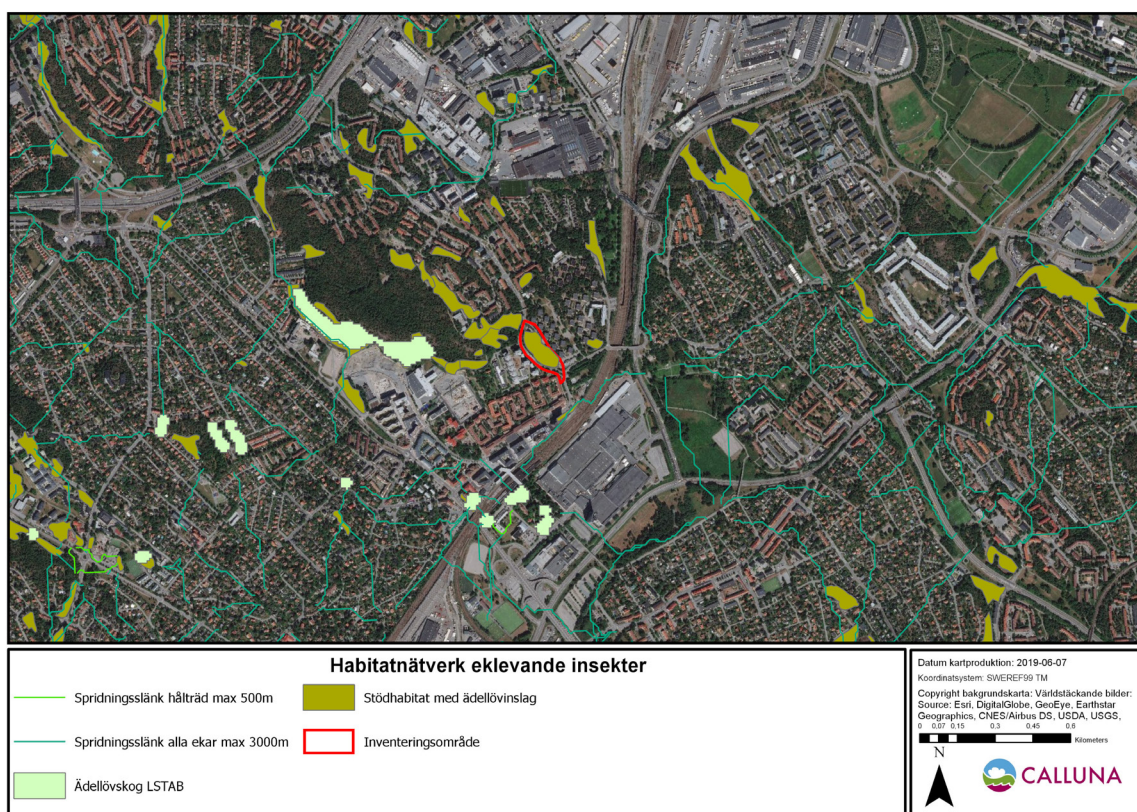 Habitatnätverk eklevande insekter
Spridningsslänk hålträd max 500m
Spridningsslänk alla ekar max 3000m
Ädellövskog LSTAB
Stödhabitat med ädellövinslag
Inventeringsområde
Datum kartproduktion: 2019-06-07
Koordinatsystem: SWEREF99 TM
Copyright bakgrundskarta: Världstäckande bilder:
Source: Esri, DigitalGlobe, GeoEye, Earthstar
Geographics, CNES/Airbus DS, USDA, USGS,
0 0,07 0,15 0,3 0,45 0,6
Kilometers
N
CALLUNA